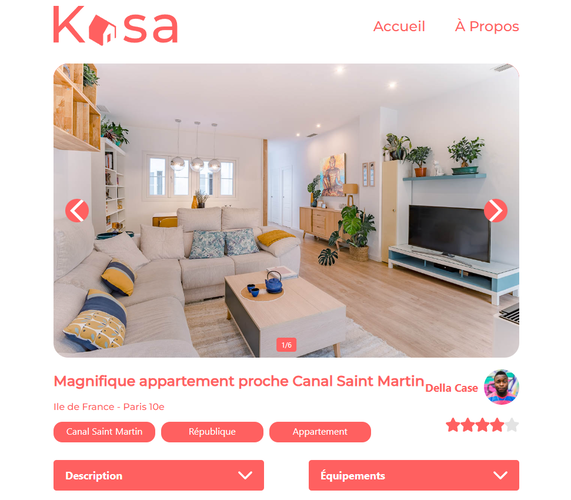 Kasa
Accueil À Propos
1/6
Magnifique appartement proche Canal Saint Martin
Della Case
Ile de France - Paris 10e
Canal Saint Martin République Appartement
Description Équipements